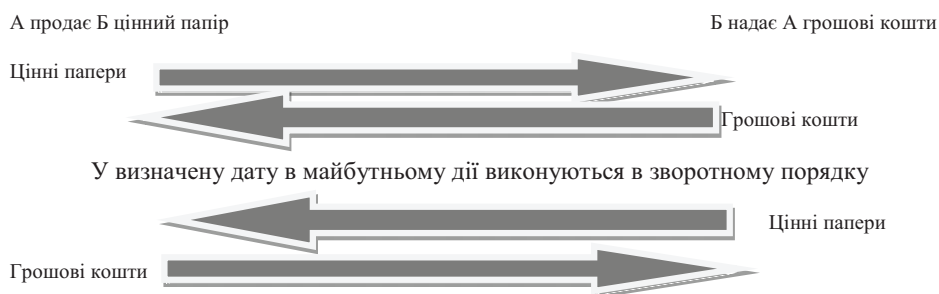 А продає Б цінний папір
Б надає А грошові кошти
Цінні папери
Грошові кошти
У визначену дату в майбутньому дії виконуються в зворотному порядку
Цінні папери
Грошові кошти